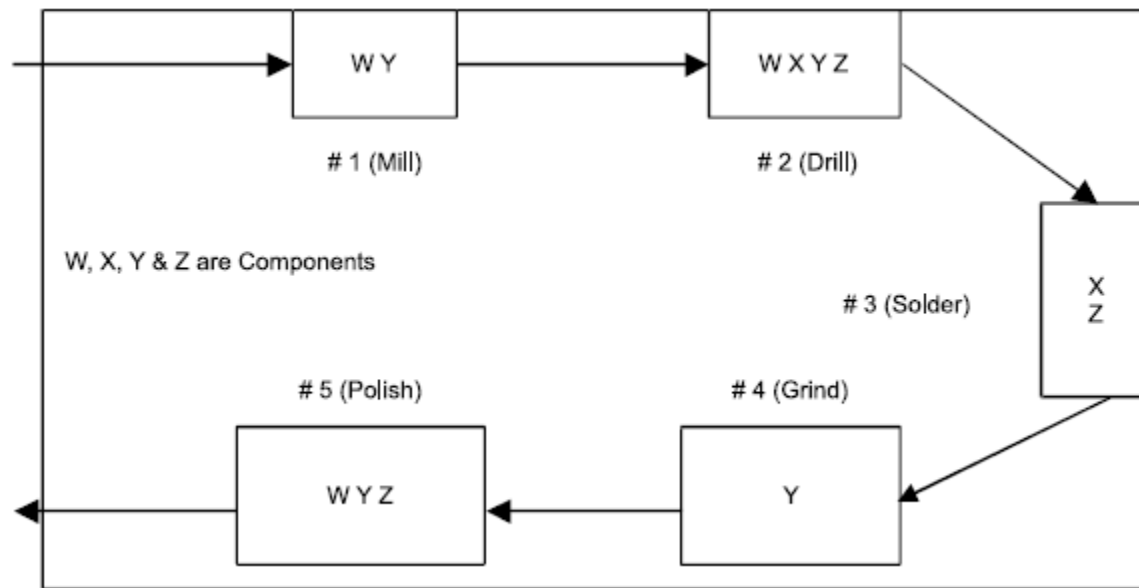 W Y
W X Y Z
# 1 (Mill)
# 2 (Drill)
W, X, Y & Z are Components
# 3 (Solder)
X
Z
# 5 (Polish)
# 4 (Grind)
W Y Z
Y